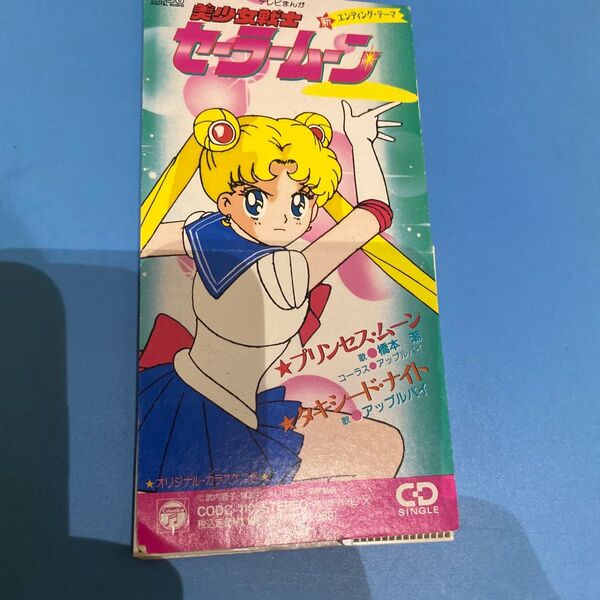 テレビまんが
美少女戦士
新 エンディング・テーマ
セーラームーン
★プリンセス・ムーン
歌●橋本 潮
コーラス●アップルパイ
★タキシード・ナイト
歌●アップルパイ
★オリジナル・カラオケつき★
Columbia
CD
SINGLE